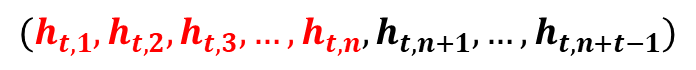 (h_{t,1}, h_{t,2}, h_{t,3}, … , h_{t,n}, h_{t,n+1}, … , h_{t,n+t−1})